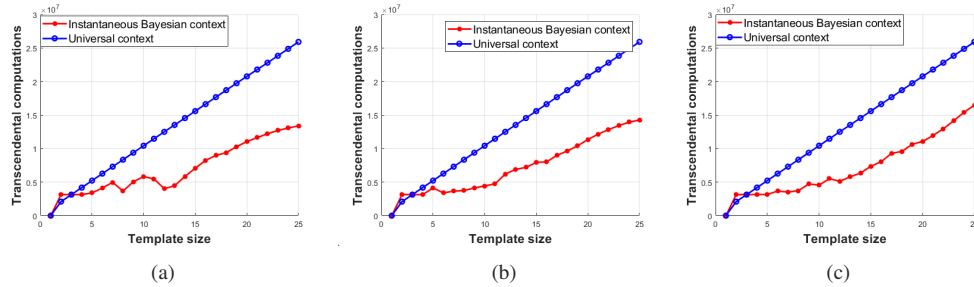 ×10⁷
3
2.5
2
1.5
1
0.5
0
0 5 10 15 20 25
Transcendental computations
Template size
Instantaneous Bayesian context
Universal context
(a)
×10⁷
3
2.5
2
1.5
1
0.5
0
0 5 10 15 20 25
Transcendental computations
Template size
Instantaneous Bayesian context
Universal context
(b)
×10⁷
3
2.5
2
1.5
1
0.5
0
0 5 10 15 20 25
Transcendental computations
Template size
Instantaneous Bayesian context
Universal context
(c)